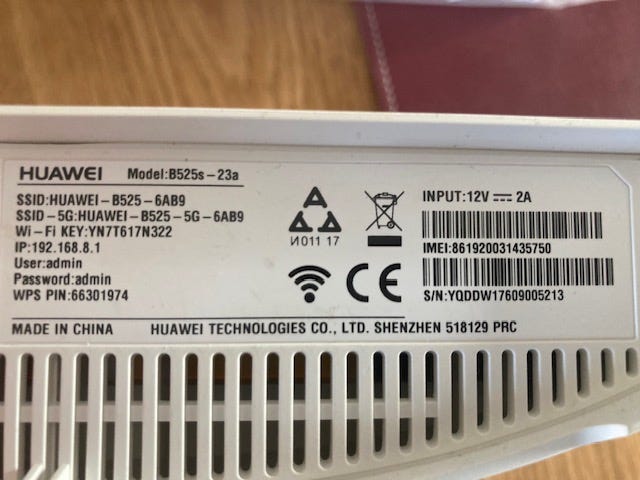 HUAWEI Model:B525s-23a
SSID:HUAWEI-B525-6AB9
SSID-5G:HUAWEI-B525-5G-6AB9
Wi-Fi KEY:YN7T617N322
IP:192.168.8.1
User:admin
Password:admin
WPS PIN:66301974
И011 17
CE
INPUT:12V ⎓ 2A
IMEI:861920031435750
S/N:YQDDW17609005213
MADE IN CHINA HUAWEI TECHNOLOGIES CO., LTD. SHENZHEN 518129 PRC